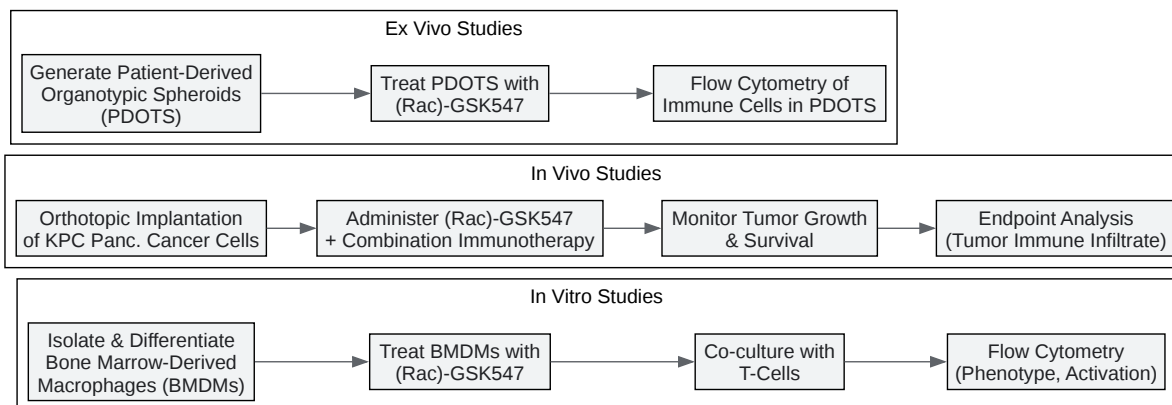 Ex Vivo Studies
Generate Patient-Derived
Organotypic Spheroids
(PDOTS)
Treat PDOTS with
(Rac)-GSK547
Flow Cytometry of
Immune Cells in PDOTS
In Vivo Studies
Orthotopic Implantation
of KPC Panc. Cancer Cells
Administer (Rac)-GSK547
+ Combination Immunotherapy
Monitor Tumor Growth
& Survival
Endpoint Analysis
(Tumor Immune Infiltrate)
In Vitro Studies
Isolate & Differentiate
Bone Marrow-Derived
Macrophages (BMDMs)
Treat BMDMs with
(Rac)-GSK547
Co-culture with
T-Cells
Flow Cytometry
(Phenotype, Activation)